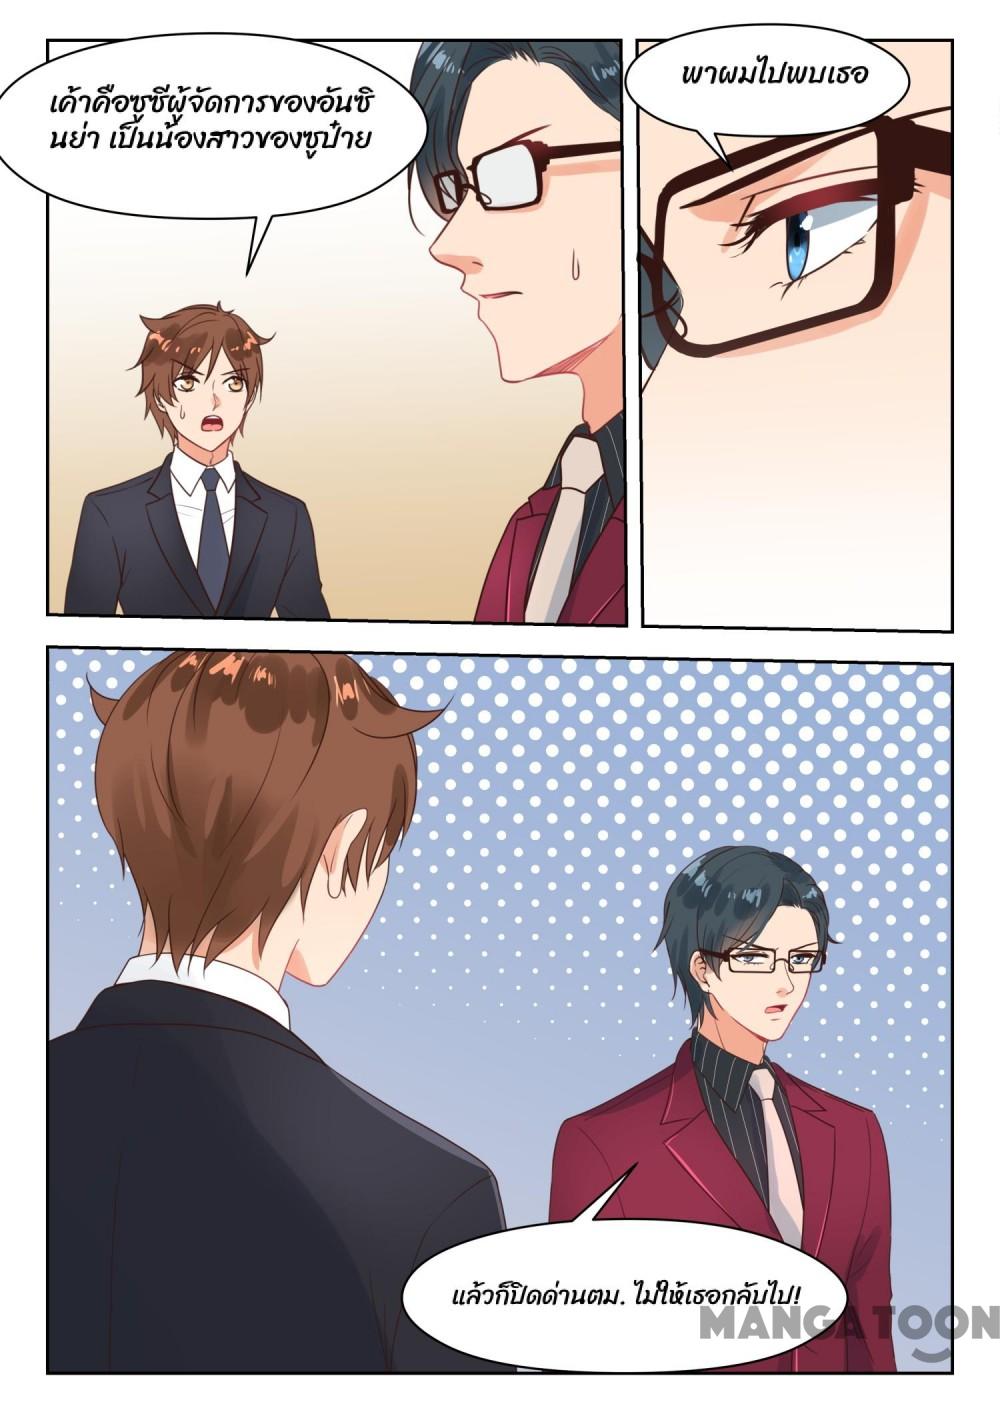 เค้าคือซูซีผู้จัดการของอันซิ
นย่า เป็นน้องสาวของซูป๋าย
พาผมไปพบเธอ
แล้วก็ปิดด่านตม. ไม่ให้เธอกลับไป!
MANGATOON